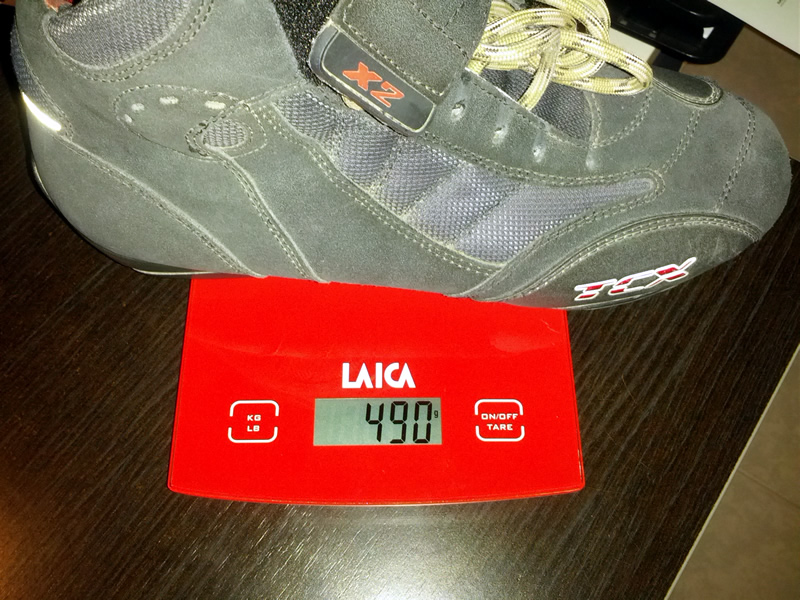 X2
TCX
LAICA
KG
LB
490g
ON/OFF
TARE